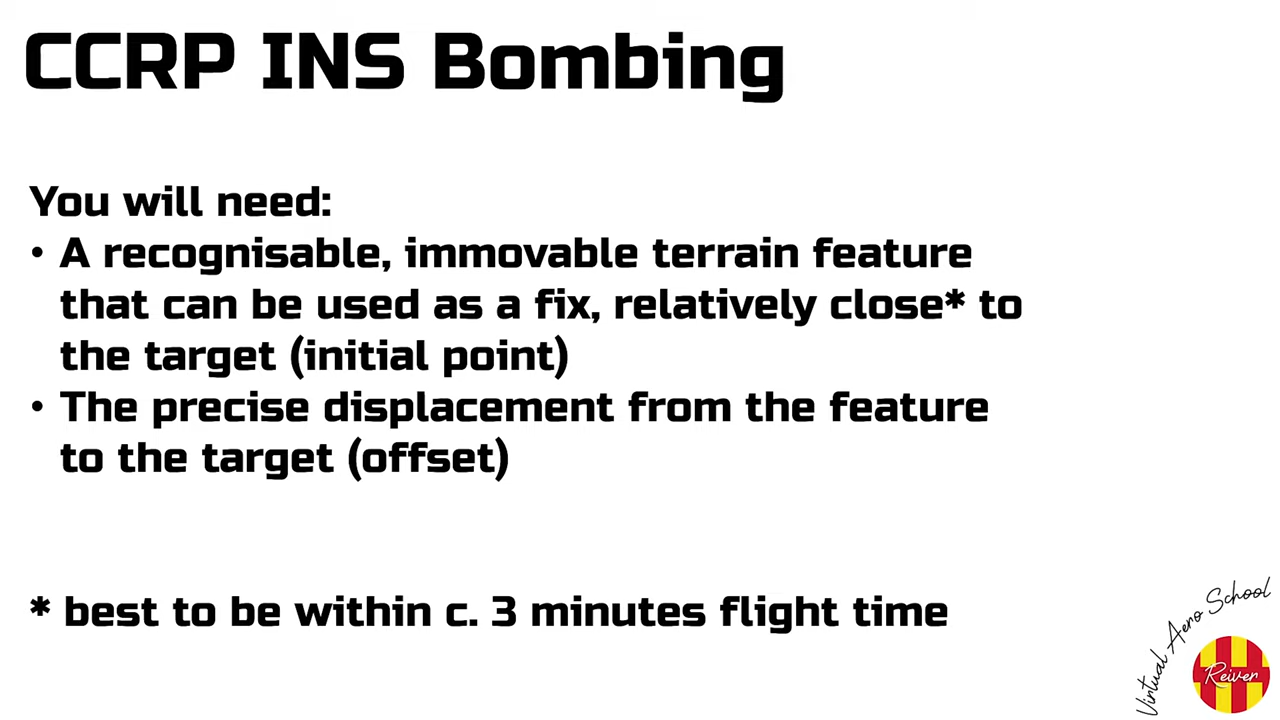 CCRP INS Bombing
You will need:
• A recognisable, immovable terrain feature
that can be used as a fix, relatively close* to
the target (initial point)
• The precise displacement from the feature
to the target (offset)
* best to be within c. 3 minutes flight time
Virtual Aero School
Reiver